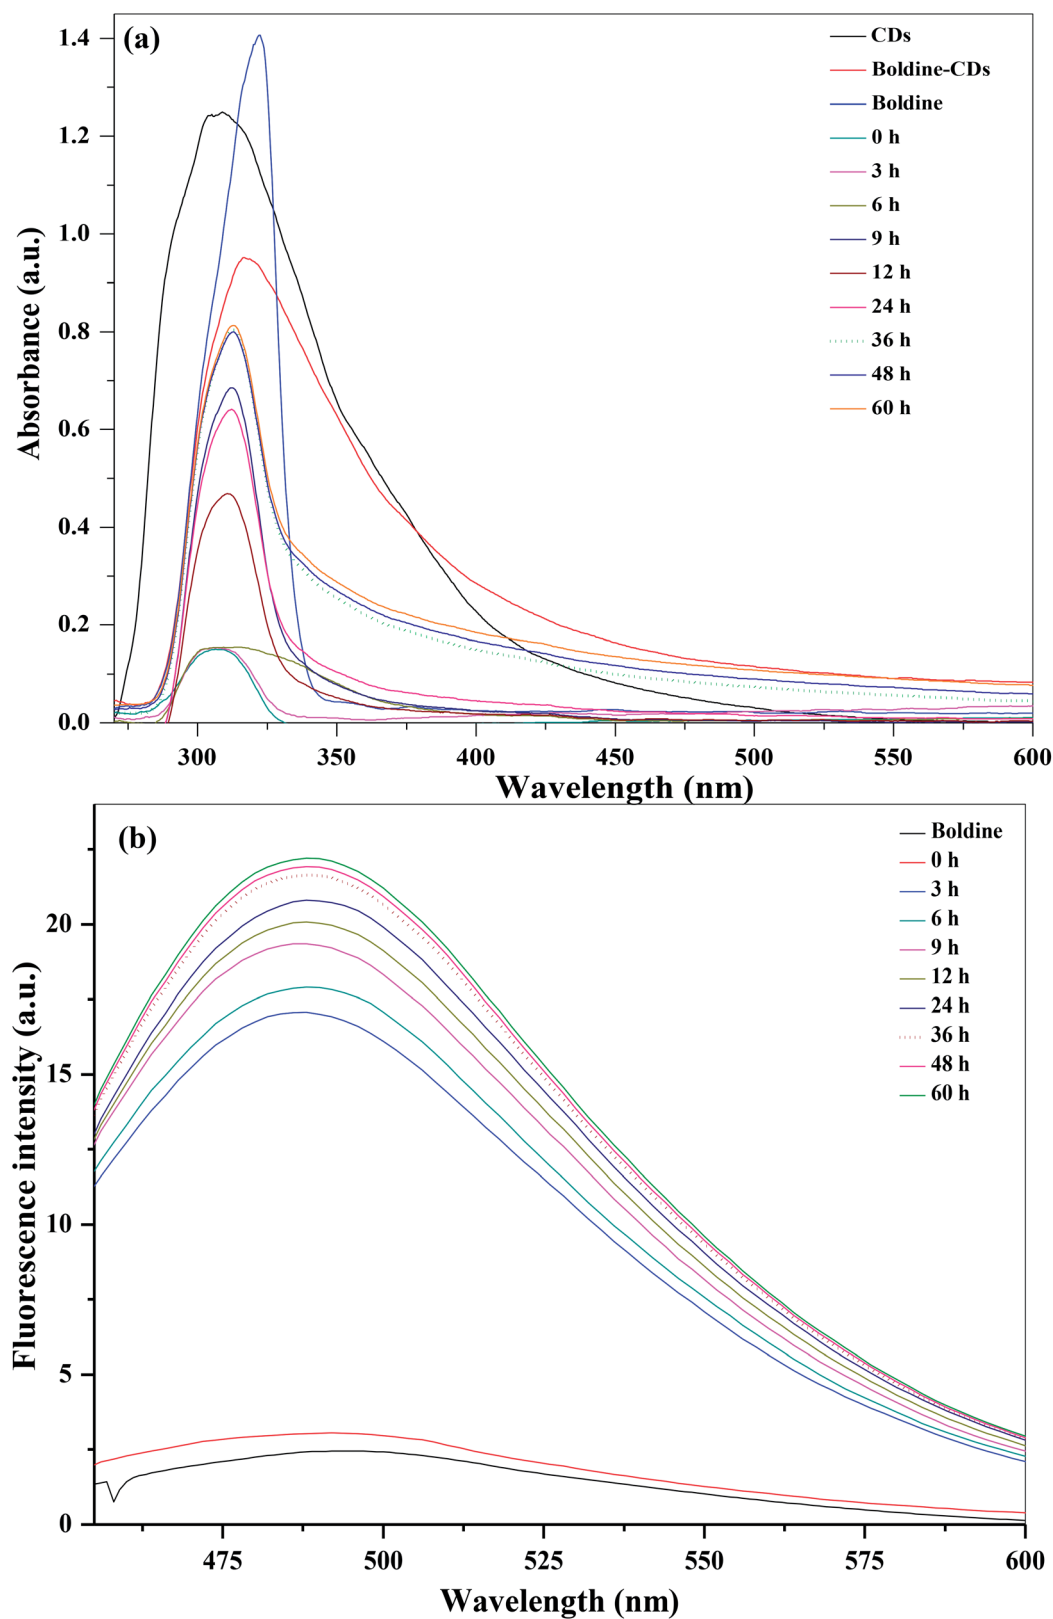 (a)
CDs
Boldine-CDs
Boldine
0 h
3 h
6 h
9 h
12 h
24 h
36 h
48 h
60 h
1.4
1.2
1.0
0.8
0.6
0.4
0.2
0.0
Absorbance (a.u.)
300 350 400 450 500 550 600
Wavelength (nm)
(b)
Boldine
0 h
3 h
6 h
9 h
12 h
24 h
36 h
48 h
60 h
20
15
10
5
0
Fluorescence intensity (a.u.)
475 500 525 550 575 600
Wavelength (nm)